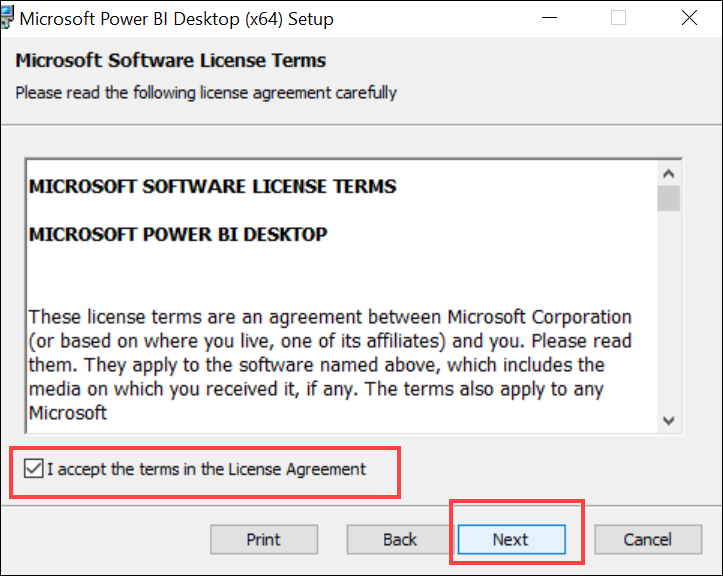 Microsoft Power BI Desktop (x64) Setup
Microsoft Software License Terms
Please read the following license agreement carefully
MICROSOFT SOFTWARE LICENSE TERMS
MICROSOFT POWER BI DESKTOP
These license terms are an agreement between Microsoft Corporation
(or based on where you live, one of its affiliates) and you. Please read
them. They apply to the software named above, which includes the
media on which you received it, if any. The terms also apply to any
Microsoft
I accept the terms in the License Agreement
Print Back Next Cancel